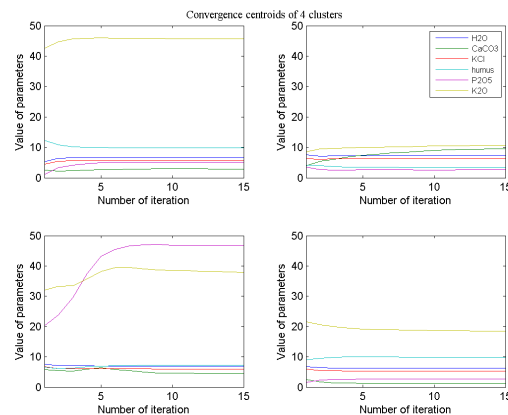 Convergence centroids of 4 clusters
50
40
30
20
10
0
Value of parameters
5 10 15
Number of iteration
50
40
30
20
10
0
Value of parameters
5 10 15
Number of iteration
H2O
CaCO3
KCl
humus
P2O5
K2O
50
40
30
20
10
0
Value of parameters
5 10 15
Number of iteration
50
40
30
20
10
0
Value of parameters
5 10 15
Number of iteration